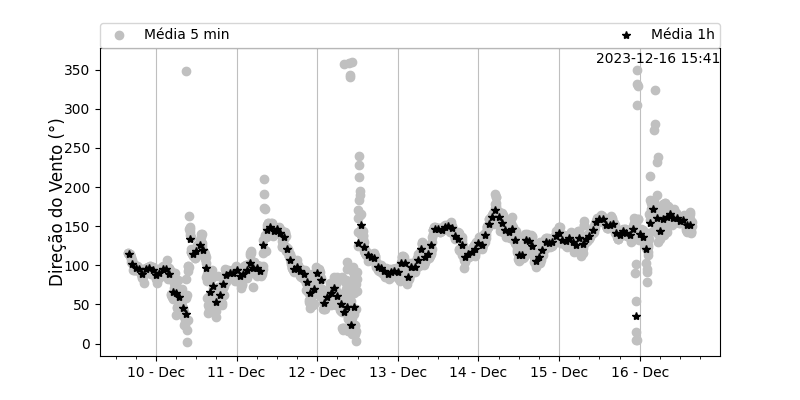 Média 5 min
Média 1h
2023-12-16 15:41
Direção do Vento (°)
350
300
250
200
150
100
50
0
10 - Dec
11 - Dec
12 - Dec
13 - Dec
14 - Dec
15 - Dec
16 - Dec